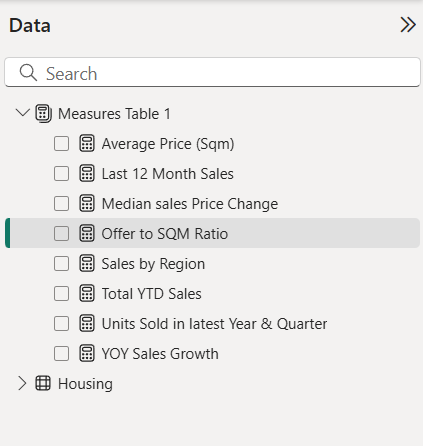 Data
Search
Measures Table 1
Average Price (Sqm)
Last 12 Month Sales
Median sales Price Change
Offer to SQM Ratio
Sales by Region
Total YTD Sales
Units Sold in latest Year & Quarter
YOY Sales Growth
Housing